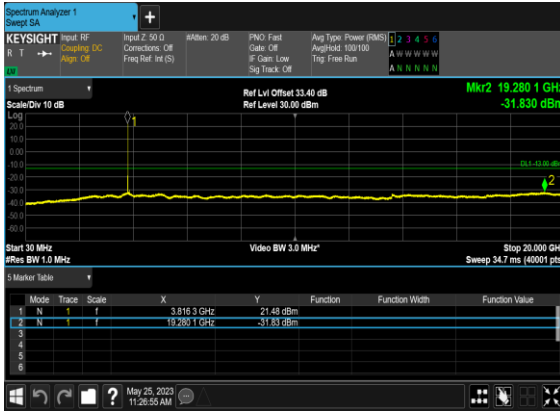 Spectrum Analyzer 1
Swept SA
+
KEYSIGHT Input: RF Input Z: 50 Ω #Atten: 20 dB PNO: Fast Avg Type: Power (RMS) 1 2 3 4 5 6
R T Coupling: DC Corrections: Off Gate: Off Avg|Hold: 100/100 A W W W W W
Align: Off Freq Ref: Int (S) IF Gain: Low Trig: Free Run
Sig Track: Off A N N N N N
1 Spectrum Ref Lvl Offset 33.40 dB Mkr2 19.280 1 GHz
Scale/Div 10 dB Ref Level 30.00 dBm -31.830 dBm
Log
1
20.0
10.0
0.00
-10.0
DL1 -13.00 dBm
-20.0
2
-30.0
-40.0
-50.0
-60.0
Start 30 MHz Video BW 3.0 MHz* Stop 20.000 GHz
#Res BW 1.0 MHz Sweep 34.7 ms (40001 pts)
5 Marker Table
Mode Trace Scale X Y Function Function Width Function Value
1 N 1 f 3.816 3 GHz 21.48 dBm
2 N 1 f 19.280 1 GHz -31.83 dBm
3
4
5
6
? May 25, 2023
11:26:55 AM